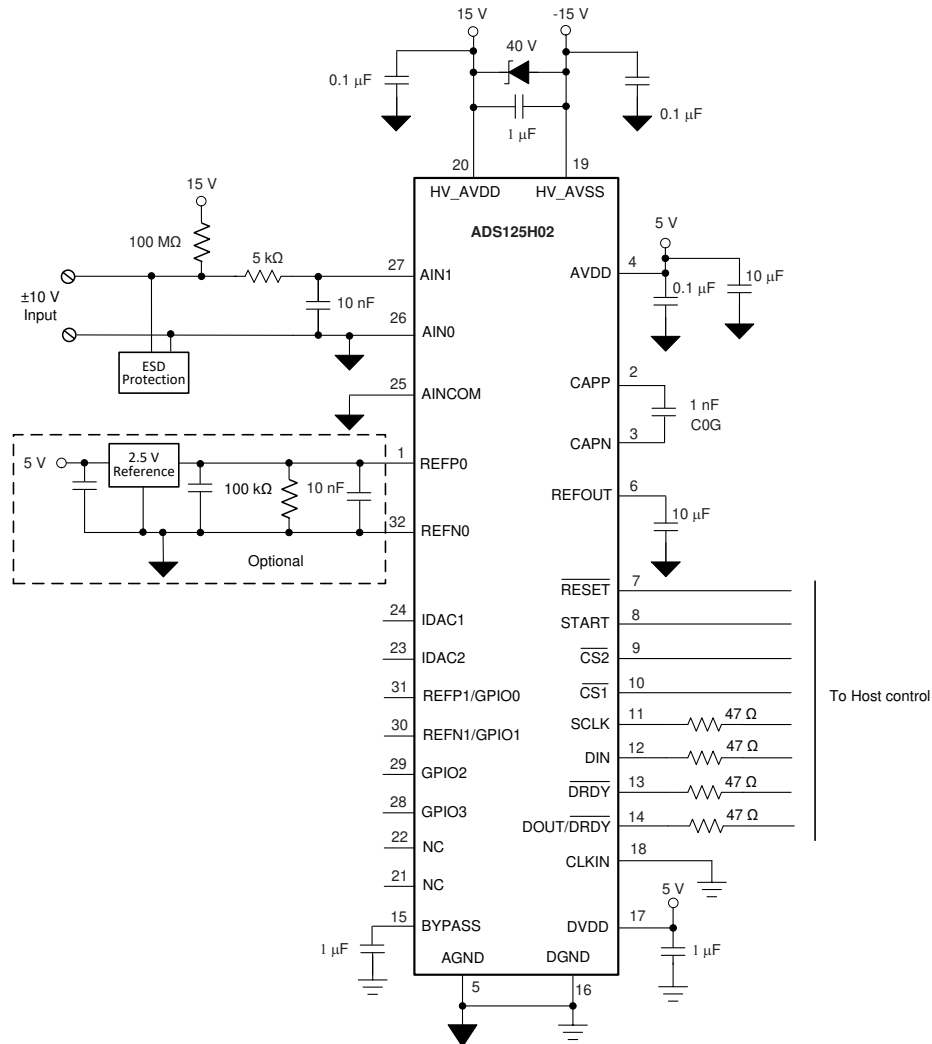 15 V
-15 V
40 V
0.1 μF
0.1 μF
1 μF
20
19
HV_AVDD
HV_AVSS
ADS125H02
15 V
100 MΩ
5 kΩ
27
AIN1
±10 V
Input
10 nF
26
AIN0
ESD
Protection
25
AINCOM
5 V
2.5 V
Reference
1
REFP0
100 kΩ
10 nF
32
REFN0
Optional
24
IDAC1
23
IDAC2
31
REFP1/GPIO0
30
REFN1/GPIO1
29
GPIO2
28
GPIO3
22
NC
21
NC
15
BYPASS
1 μF
AGND
5
DGND
16
5 V
4
AVDD
0.1 μF
10 μF
2
CAPP
1 nF
C0G
3
CAPN
6
REFOUT
10 μF
7
RESET
8
START
9
CS2
10
CS1
11
SCLK
47 Ω
12
DIN
47 Ω
13
DRDY
47 Ω
14
DOUT/DRDY
47 Ω
To Host control
18
CLKIN
5 V
17
DVDD
1 μF